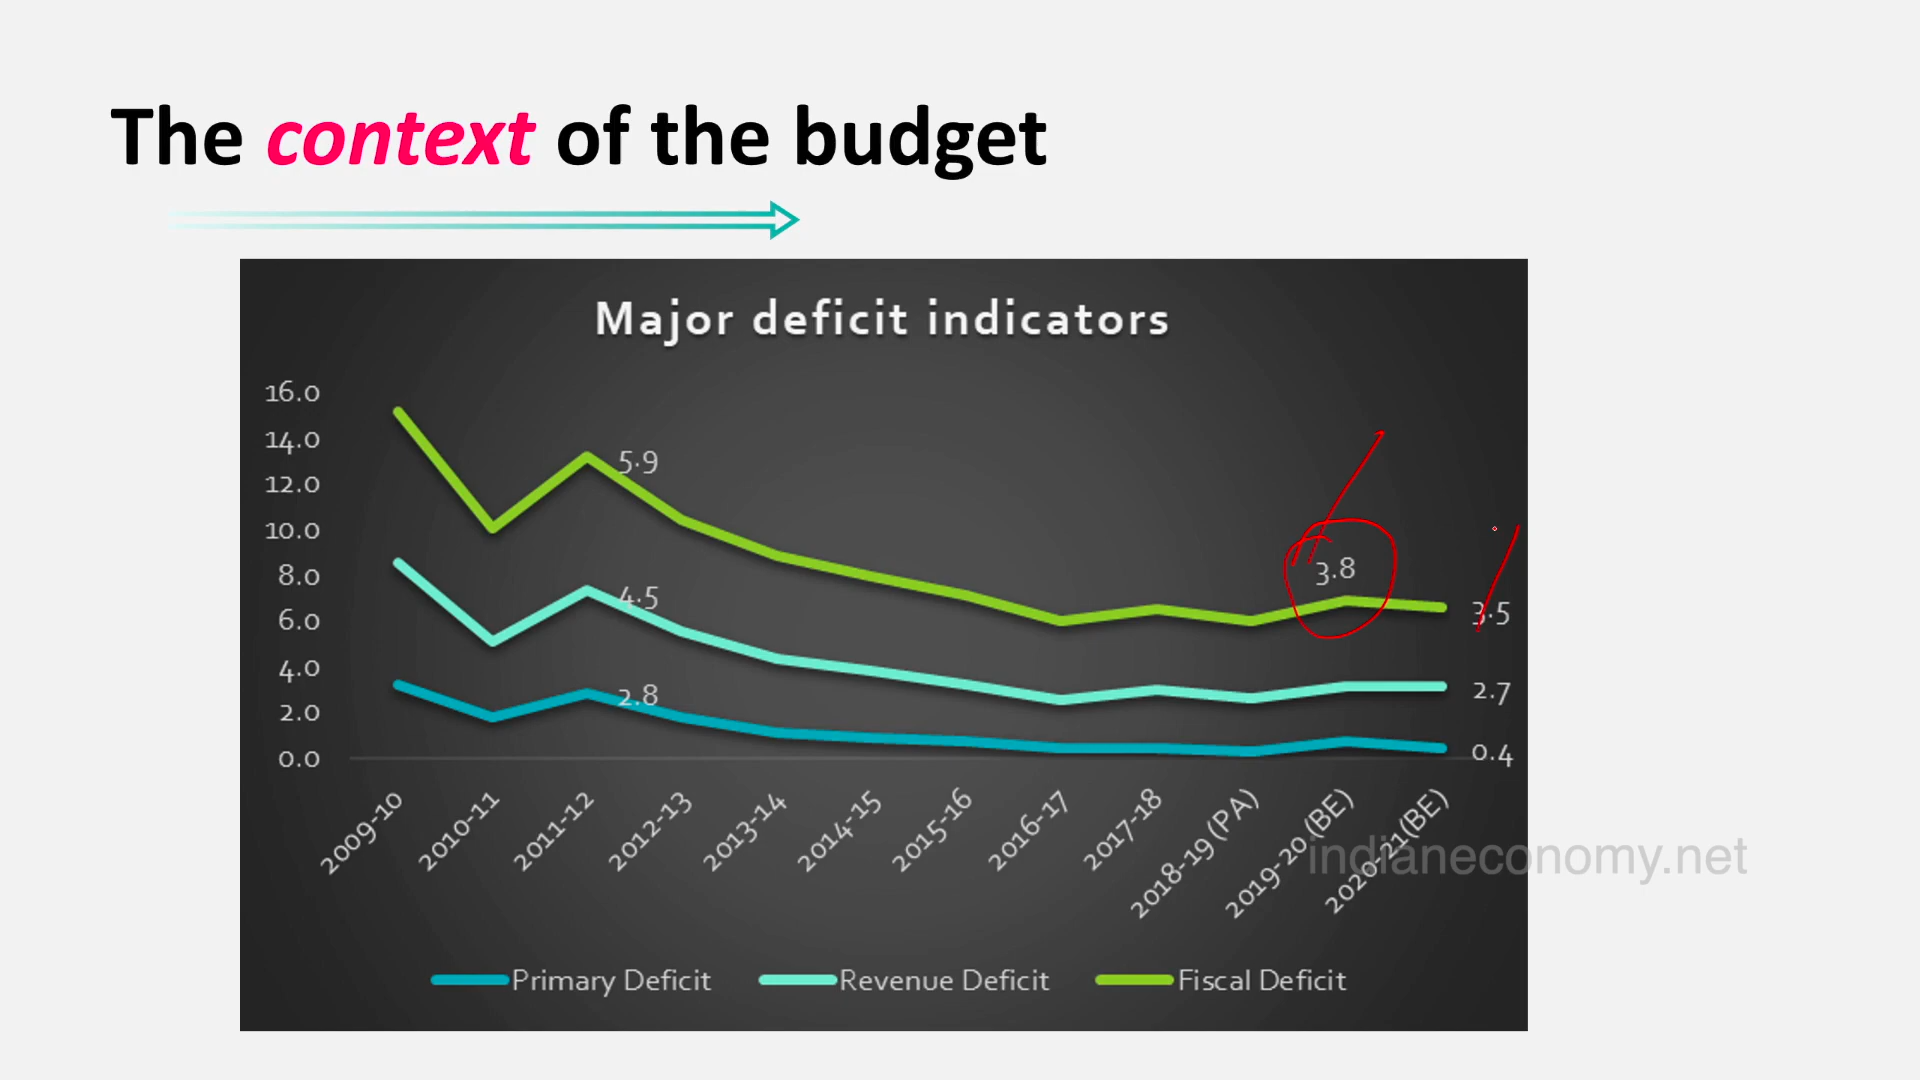 The context of the budget
Major deficit indicators
16.0
14.0
12.0
10.0
8.0
6.0
4.0
2.0
0.0
5.9
4.5
2.8
3.8
3.5
2.7
0.4
2009-10
2010-11
2011-12
2012-13
2013-14
2014-15
2015-16
2016-17
2017-18
2018-19 (PA)
2019-20 (BE)
2020-21(BE)
indianeconomy.net
Primary Deficit
Revenue Deficit
Fiscal Deficit